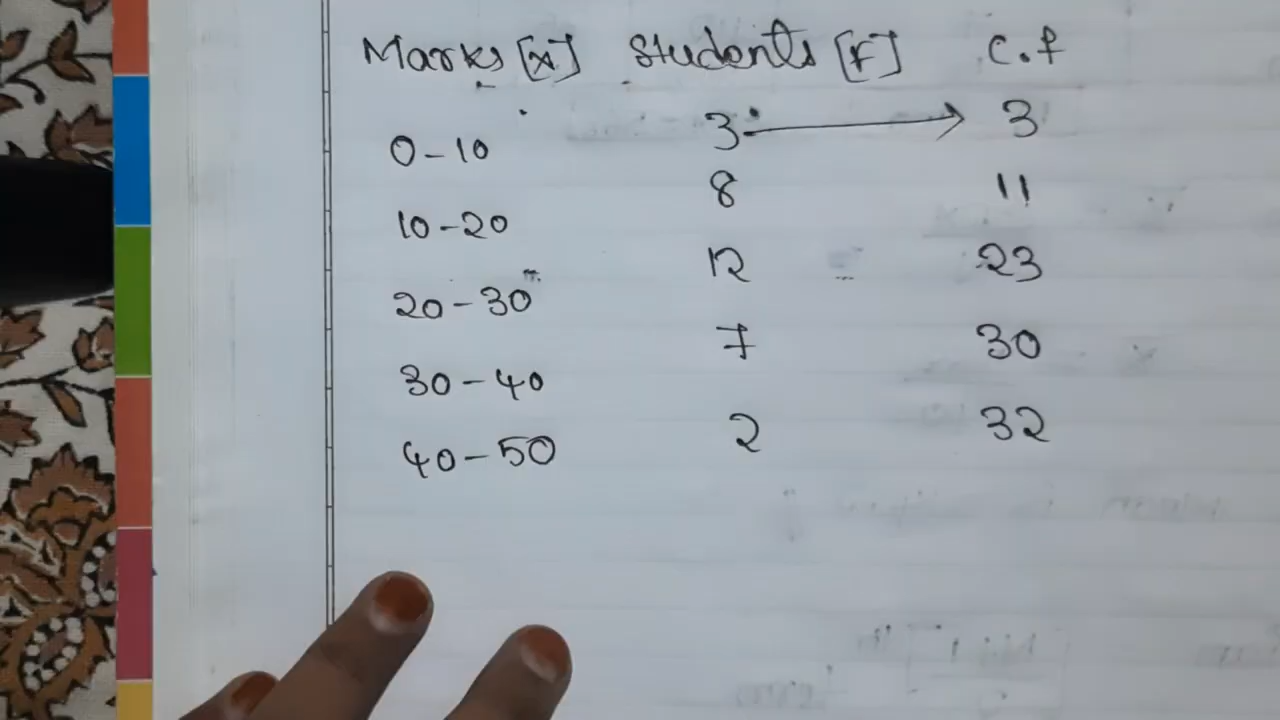 Marks [x] Students [F] C.f
0-10 3 → 3
10-20 8 11
20-30 12 23
30-40 7 30
40-50 2 32